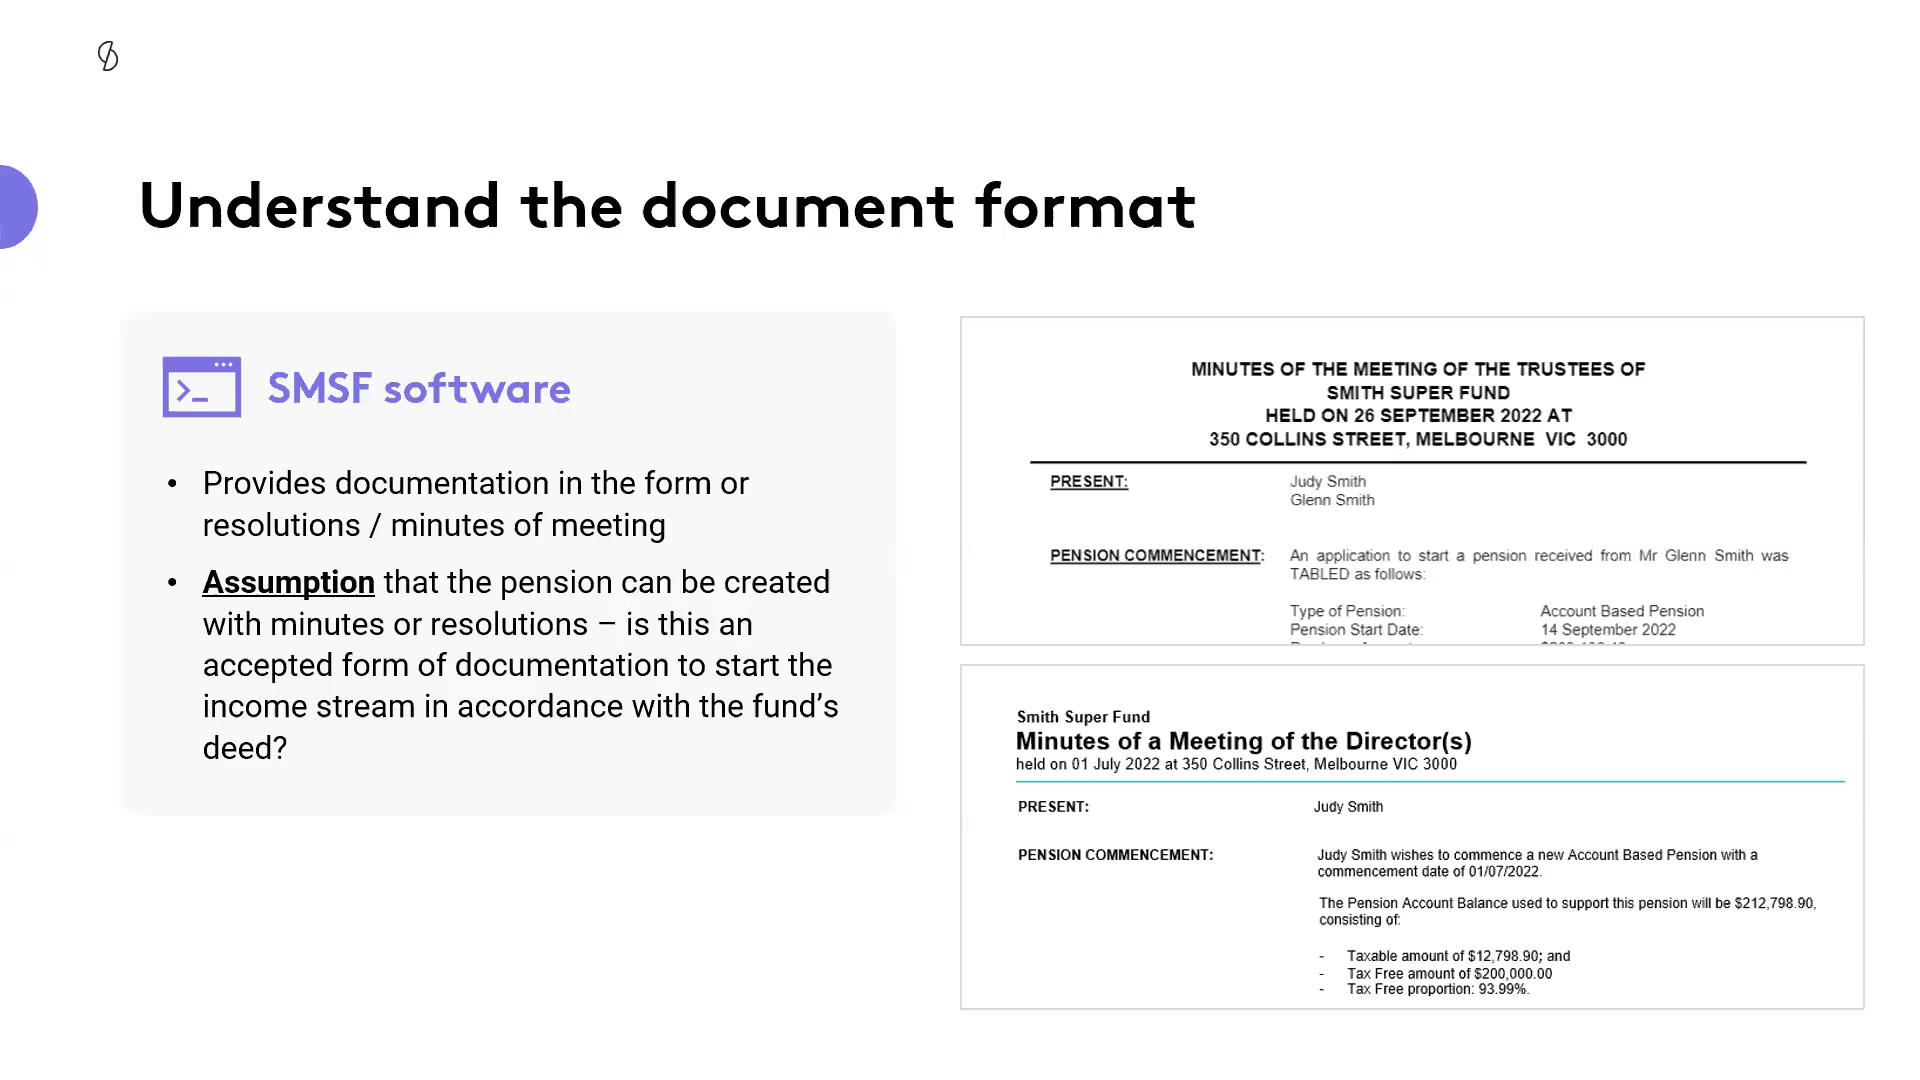 Understand the document format
SMSF software
• Provides documentation in the form or
resolutions / minutes of meeting
• Assumption that the pension can be created
with minutes or resolutions – is this an
accepted form of documentation to start the
income stream in accordance with the fund’s
deed?
MINUTES OF THE MEETING OF THE TRUSTEES OF
SMITH SUPER FUND
HELD ON 26 SEPTEMBER 2022 AT
350 COLLINS STREET, MELBOURNE VIC 3000
PRESENT: Judy Smith
Glenn Smith
PENSION COMMENCEMENT: An application to start a pension received from Mr Glenn Smith was
TABLED as follows:
Type of Pension: Account Based Pension
Pension Start Date: 14 September 2022
Smith Super Fund
Minutes of a Meeting of the Director(s)
held on 01 July 2022 at 350 Collins Street, Melbourne VIC 3000
PRESENT: Judy Smith
PENSION COMMENCEMENT: Judy Smith wishes to commence a new Account Based Pension with a
commencement date of 01/07/2022.
The Pension Account Balance used to support this pension will be $212,798.90,
consisting of:
- Taxable amount of $12,798.90; and
- Tax Free amount of $200,000.00
- Tax Free proportion: 93.99%.